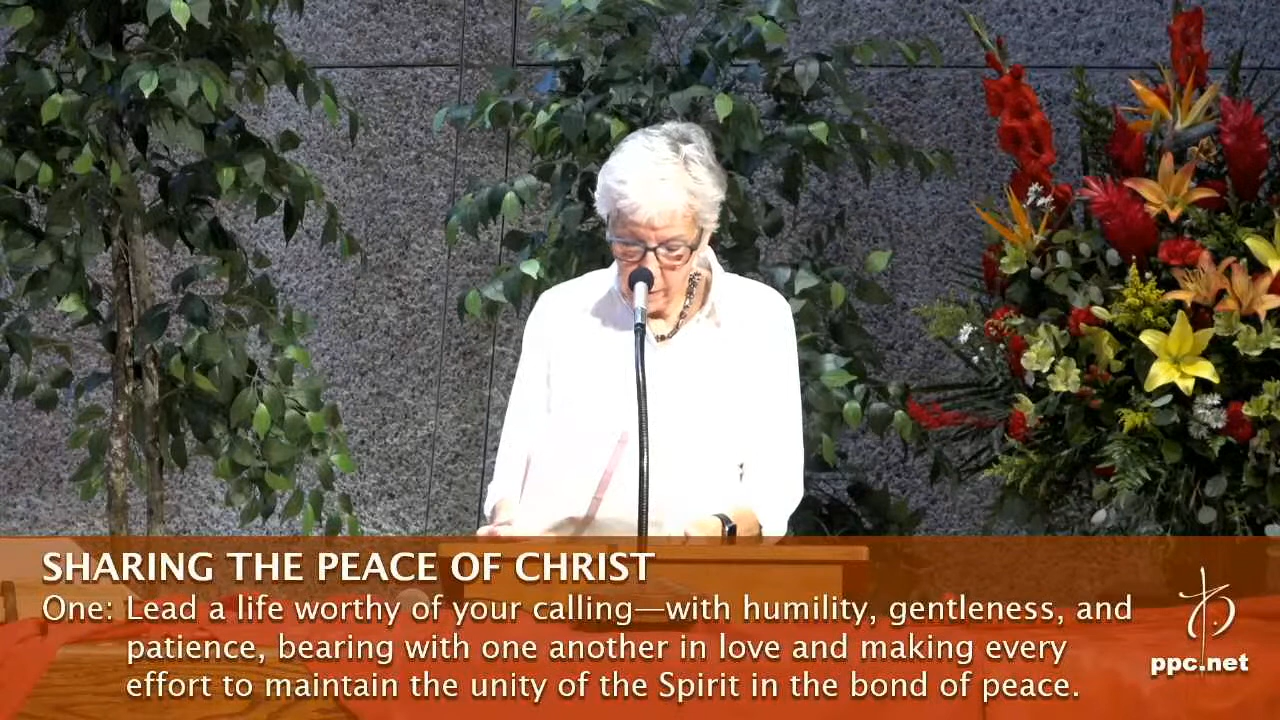 SHARING THE PEACE OF CHRIST
One: Lead a life worthy of your calling—with humility, gentleness, and
patience, bearing with one another in love and making every
effort to maintain the unity of the Spirit in the bond of peace.
ppc.net